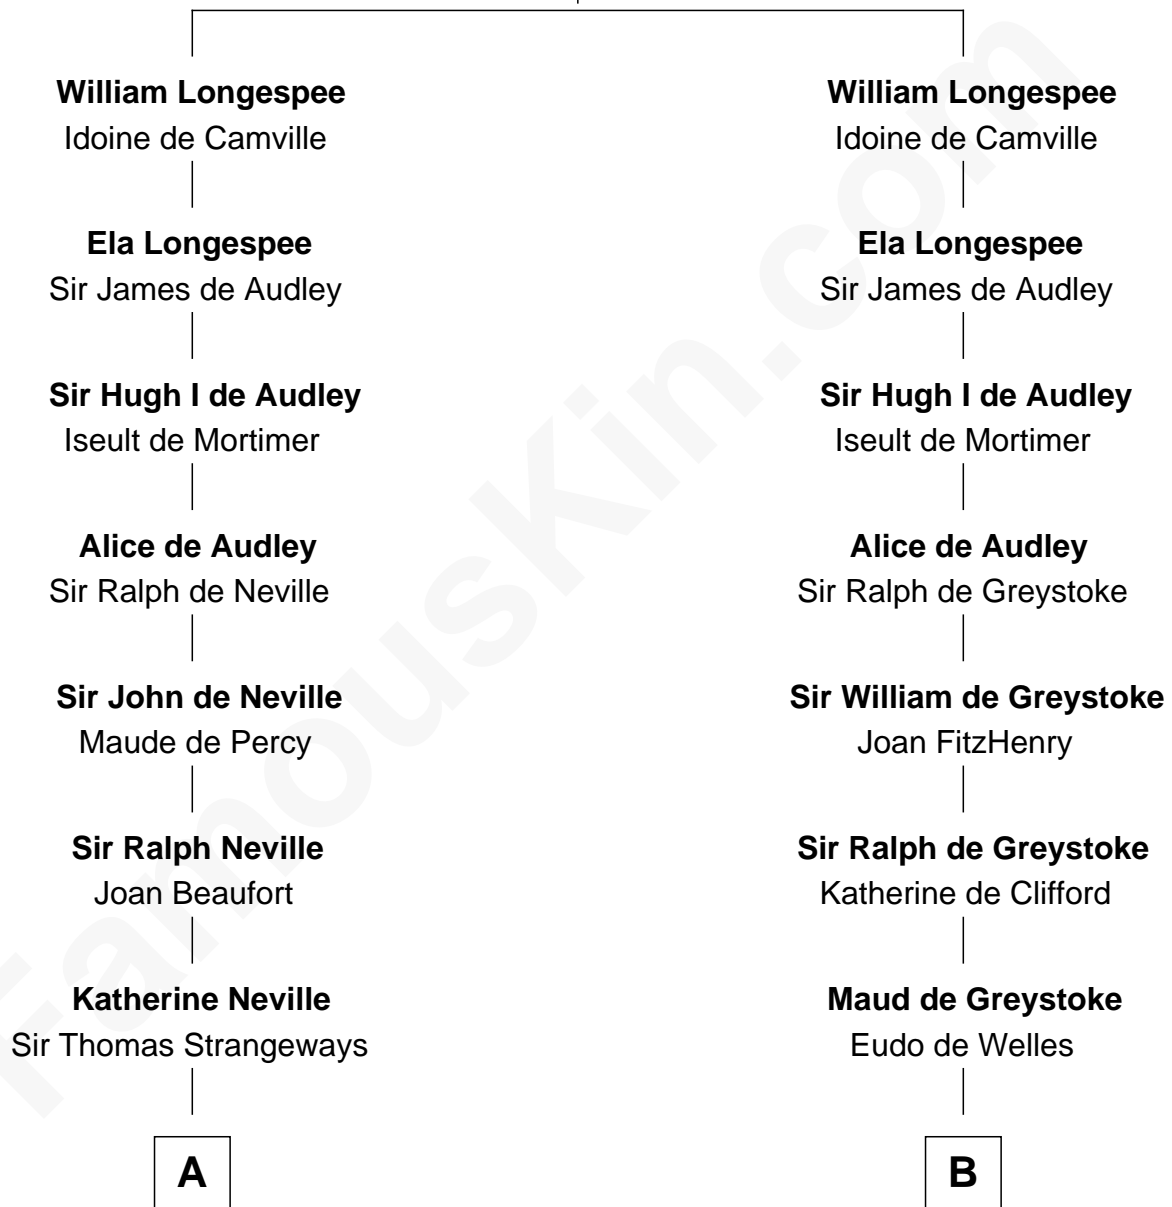 William Longespee
Idoine de Camville
Ela Longespee
Sir James de Audley
Sir Hugh I de Audley
Iseult de Mortimer
Alice de Audley
Sir Ralph de Neville
Sir John de Neville
Maude de Percy
Sir Ralph Neville
Joan Beaufort
Katherine Neville
Sir Thomas Strangeways
A
William Longespee
Idoine de Camville
Ela Longespee
Sir James de Audley
Sir Hugh I de Audley
Iseult de Mortimer
Alice de Audley
Sir Ralph de Greystoke
Sir William de Greystoke
Joan FitzHenry
Sir Ralph de Greystoke
Katherine de Clifford
Maud de Greystoke
Eudo de Welles
B
FamousKin.com